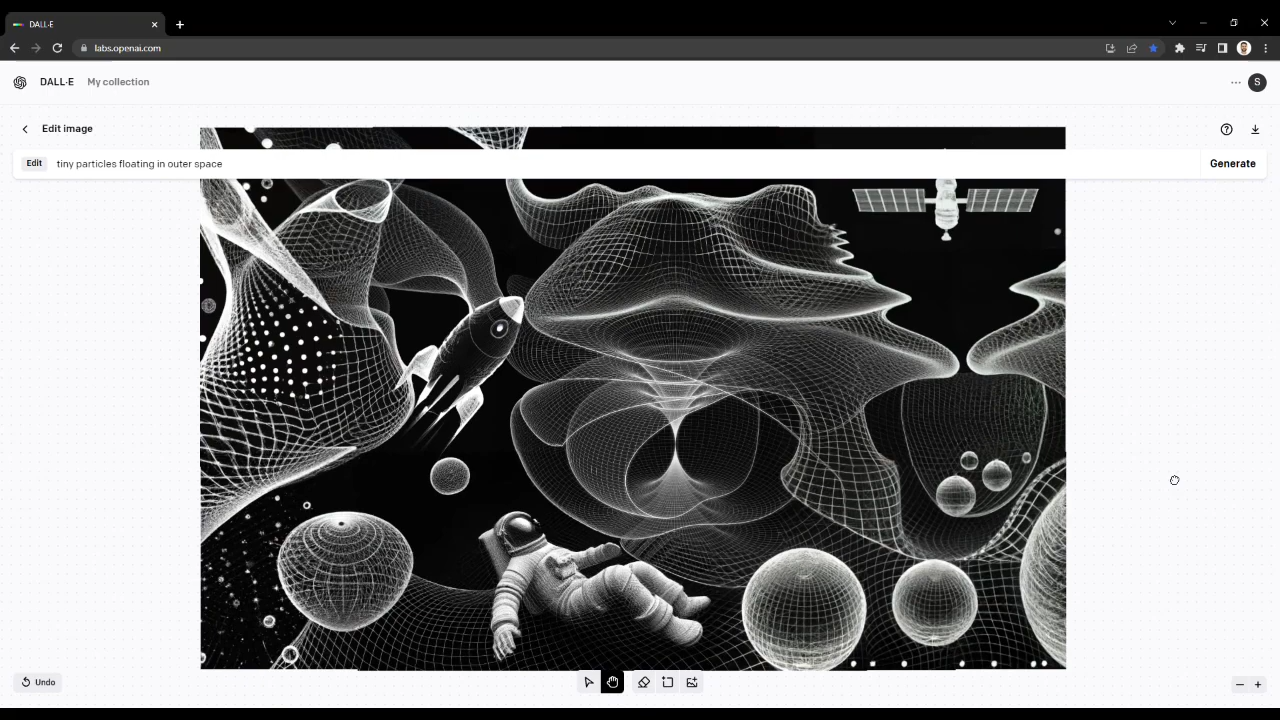 DALL·E
labs.openai.com
DALL·E My collection
S
Edit image
Edit tiny particles floating in outer space Generate
Undo